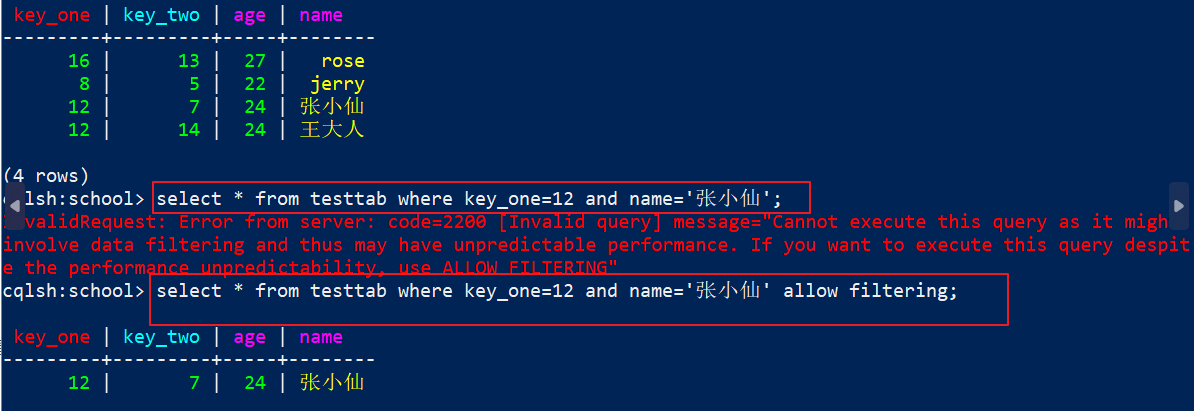 key_one | key_two | age | name
---------+---------+-----+--------
16 | 13 | 27 | rose
8 | 5 | 22 | jerry
12 | 7 | 24 | 张小仙
12 | 14 | 24 | 王大人
(4 rows)
lsh:school> select * from testtab where key_one=12 and name='张小仙';
InvalidRequest: Error from server: code=2200 [Invalid query] message="Cannot execute this query as it migh
involve data filtering and thus may have unpredictable performance. If you want to execute this query despit
e the performance unpredictability, use ALLOW FILTERING"
cqlsh:school> select * from testtab where key_one=12 and name='张小仙' allow filtering;
key_one | key_two | age | name
---------+---------+-----+--------
12 | 7 | 24 | 张小仙